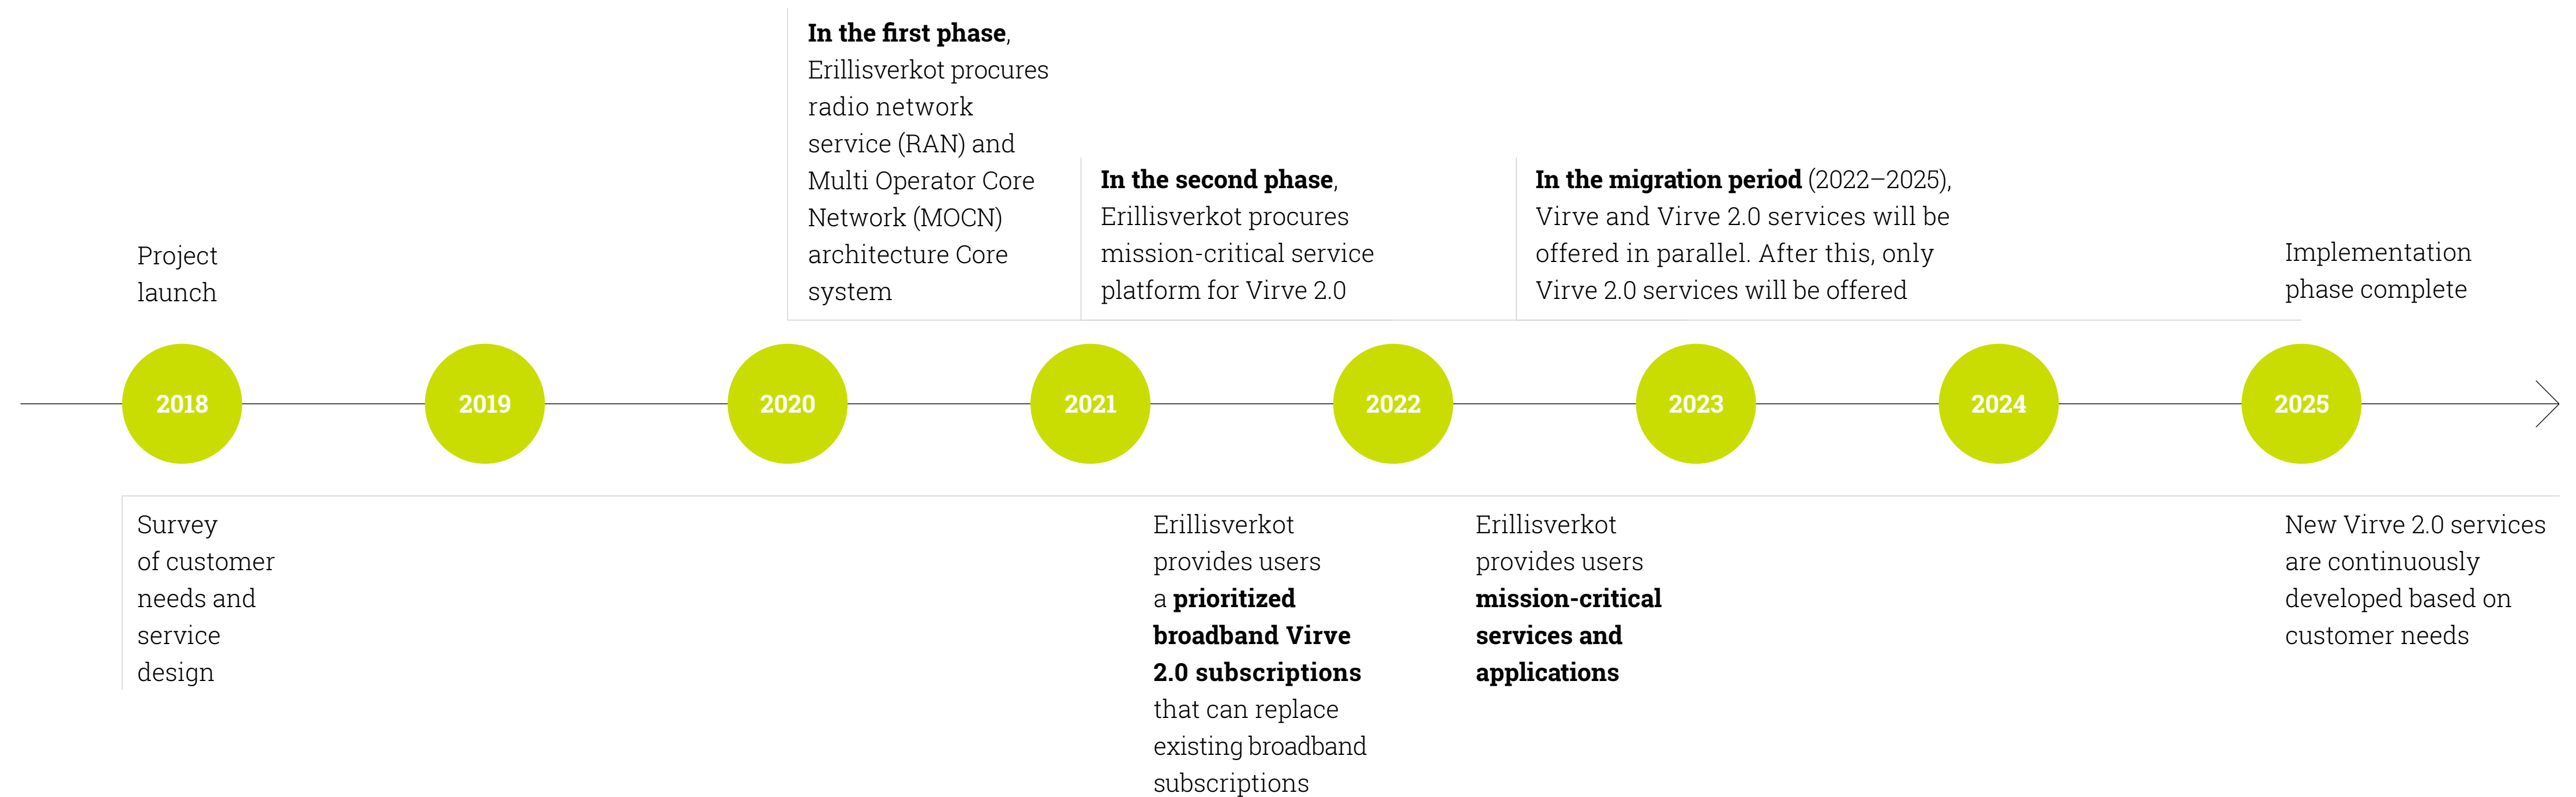 In the first phase,
Erillisverkot procures
radio network
service (RAN) and
Multi Operator Core
Network (MOCN)
architecture Core
system
In the second phase,
Erillisverkot procures
mission-critical service
platform for Virve 2.0
In the migration period (2022–2025),
Virve and Virve 2.0 services will be
offered in parallel. After this, only
Virve 2.0 services will be offered
Project
launch
Implementation
phase complete
2018
2019
2020
2021
2022
2023
2024
2025
Survey
of customer
needs and
service
design
Erillisverkot
provides users
a prioritized
broadband Virve
2.0 subscriptions
that can replace
existing broadband
subscriptions
Erillisverkot
provides users
mission-critical
services and
applications
New Virve 2.0 services
are continuously
developed based on
customer needs